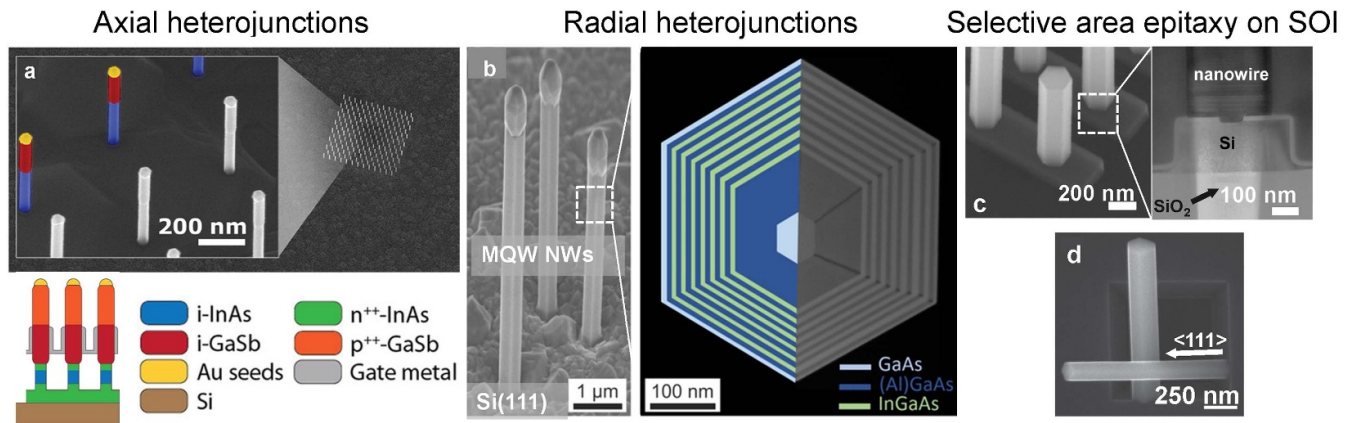 Axial heterojunctions
Radial heterojunctions
Selective area epitaxy on SOI
a
200 nm
i-InAs
i-GaSb
Au seeds
Si
n⁺⁺-InAs
p⁺⁺-GaSb
Gate metal
b
MQW NWs
Si(111)
1 µm
100 nm
GaAs
(Al)GaAs
InGaAs
c
200 nm
nanowire
Si
SiO₂
100 nm
d
<111>
250 nm